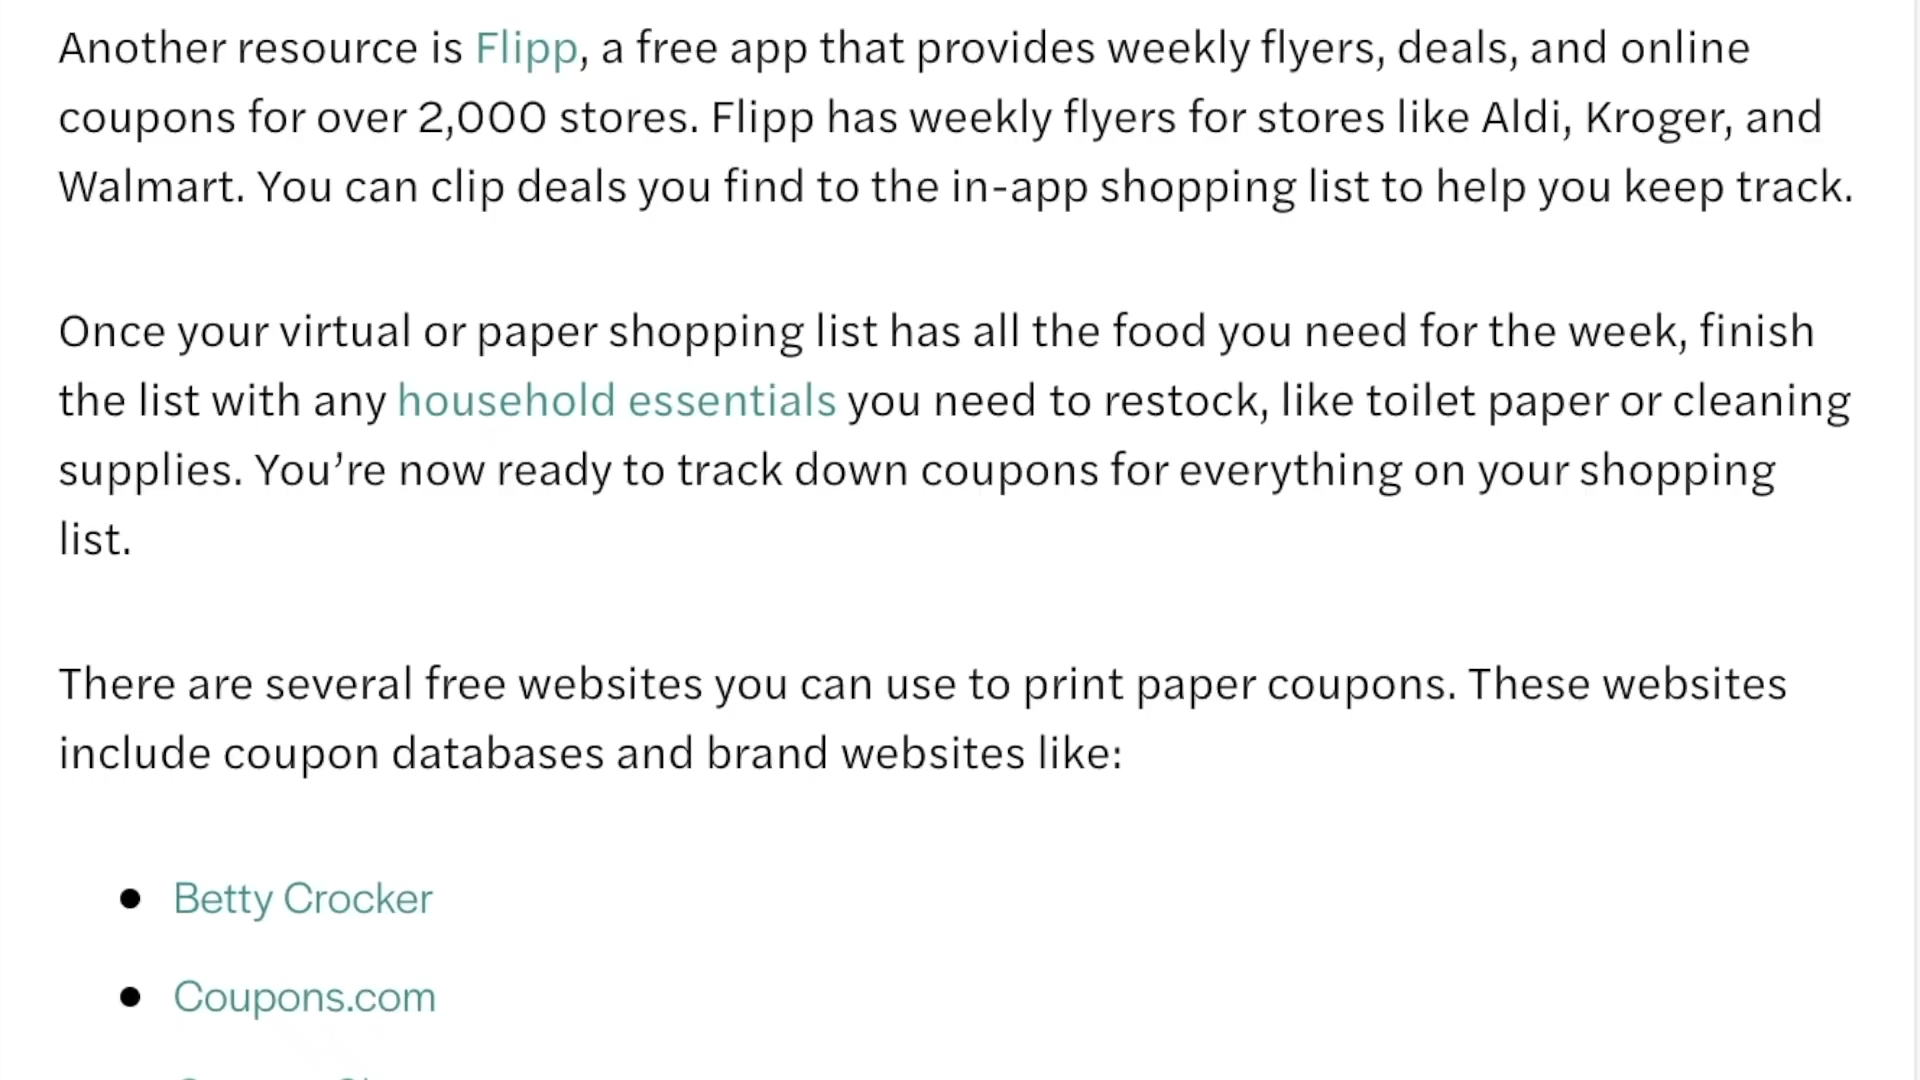 Another resource is Flipp, a free app that provides weekly flyers, deals, and online
coupons for over 2,000 stores. Flipp has weekly flyers for stores like Aldi, Kroger, and
Walmart. You can clip deals you find to the in-app shopping list to help you keep track.
Once your virtual or paper shopping list has all the food you need for the week, finish
the list with any household essentials you need to restock, like toilet paper or cleaning
supplies. You’re now ready to track down coupons for everything on your shopping
list.
There are several free websites you can use to print paper coupons. These websites
include coupon databases and brand websites like:
● Betty Crocker
● Coupons.com